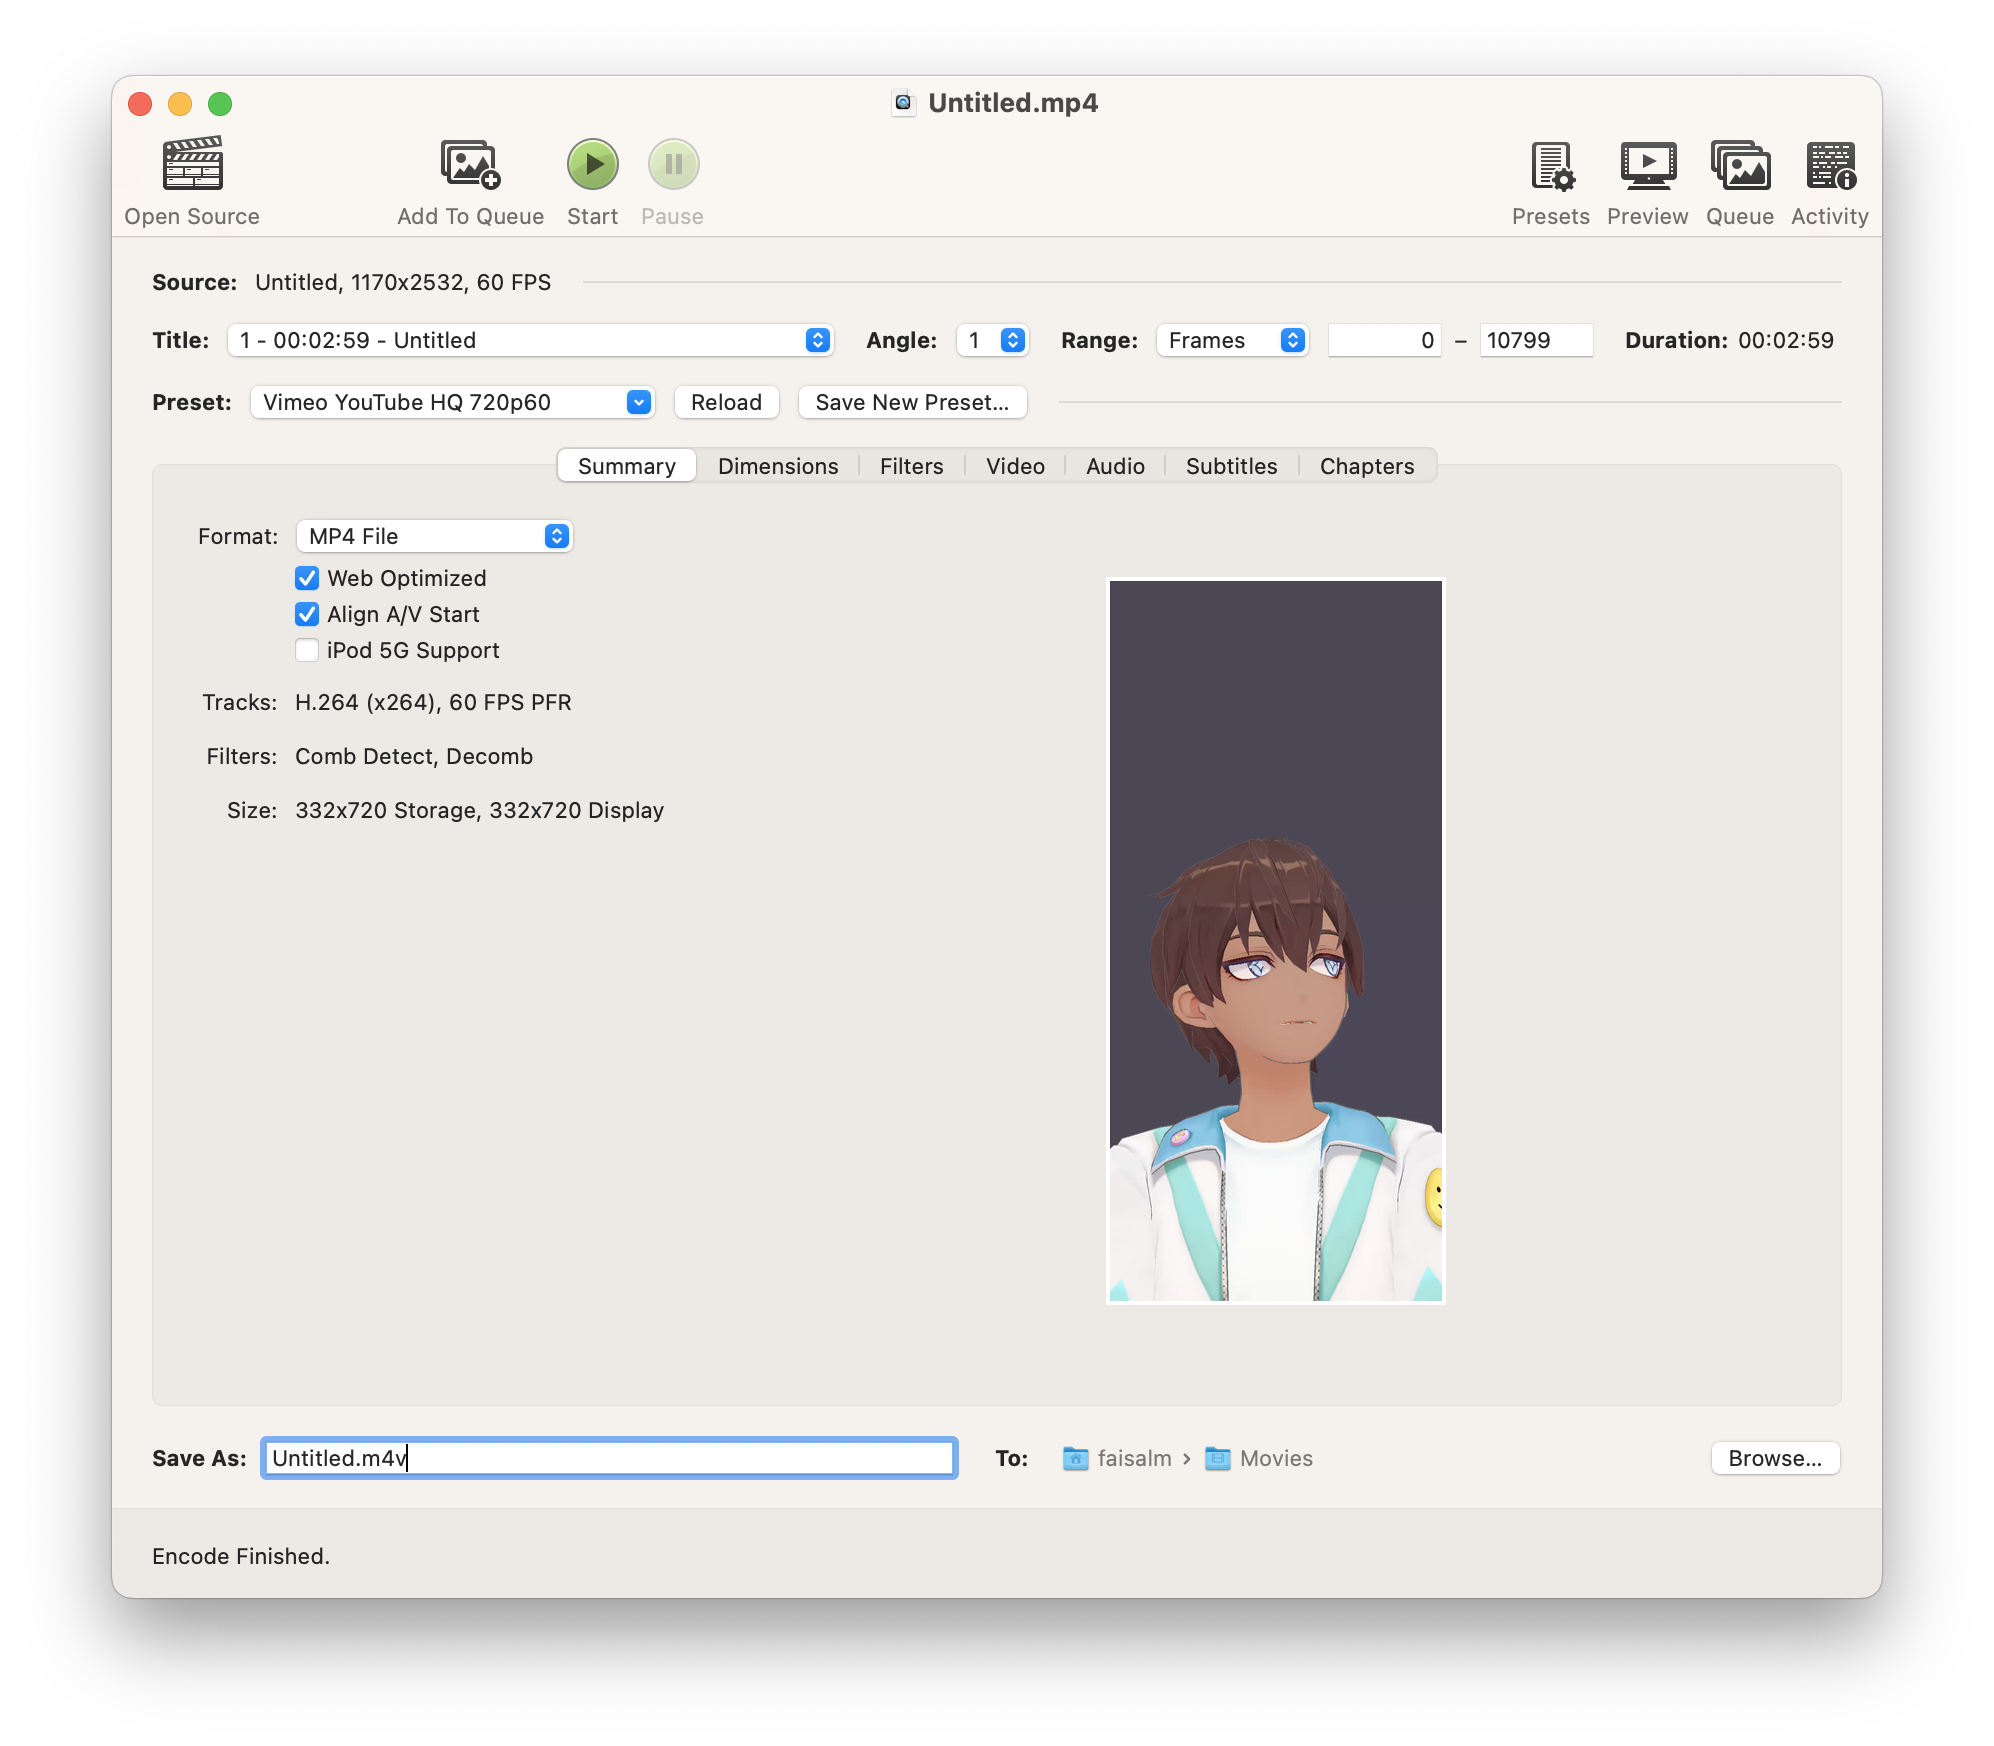 Untitled.mp4
Open Source
Add To Queue
Start
Pause
Presets
Preview
Queue
Activity
Source: Untitled, 1170x2532, 60 FPS
Title: 1 - 00:02:59 - Untitled
Angle: 1
Range: Frames 0 – 10799
Duration: 00:02:59
Preset: Vimeo YouTube HQ 720p60
Reload
Save New Preset...
Summary
Dimensions
Filters
Video
Audio
Subtitles
Chapters
Format: MP4 File
Web Optimized
Align A/V Start
iPod 5G Support
Tracks: H.264 (x264), 60 FPS PFR
Filters: Comb Detect, Decomb
Size: 332x720 Storage, 332x720 Display
Save As: Untitled.m4v
To: faisalm › Movies
Browse...
Encode Finished.